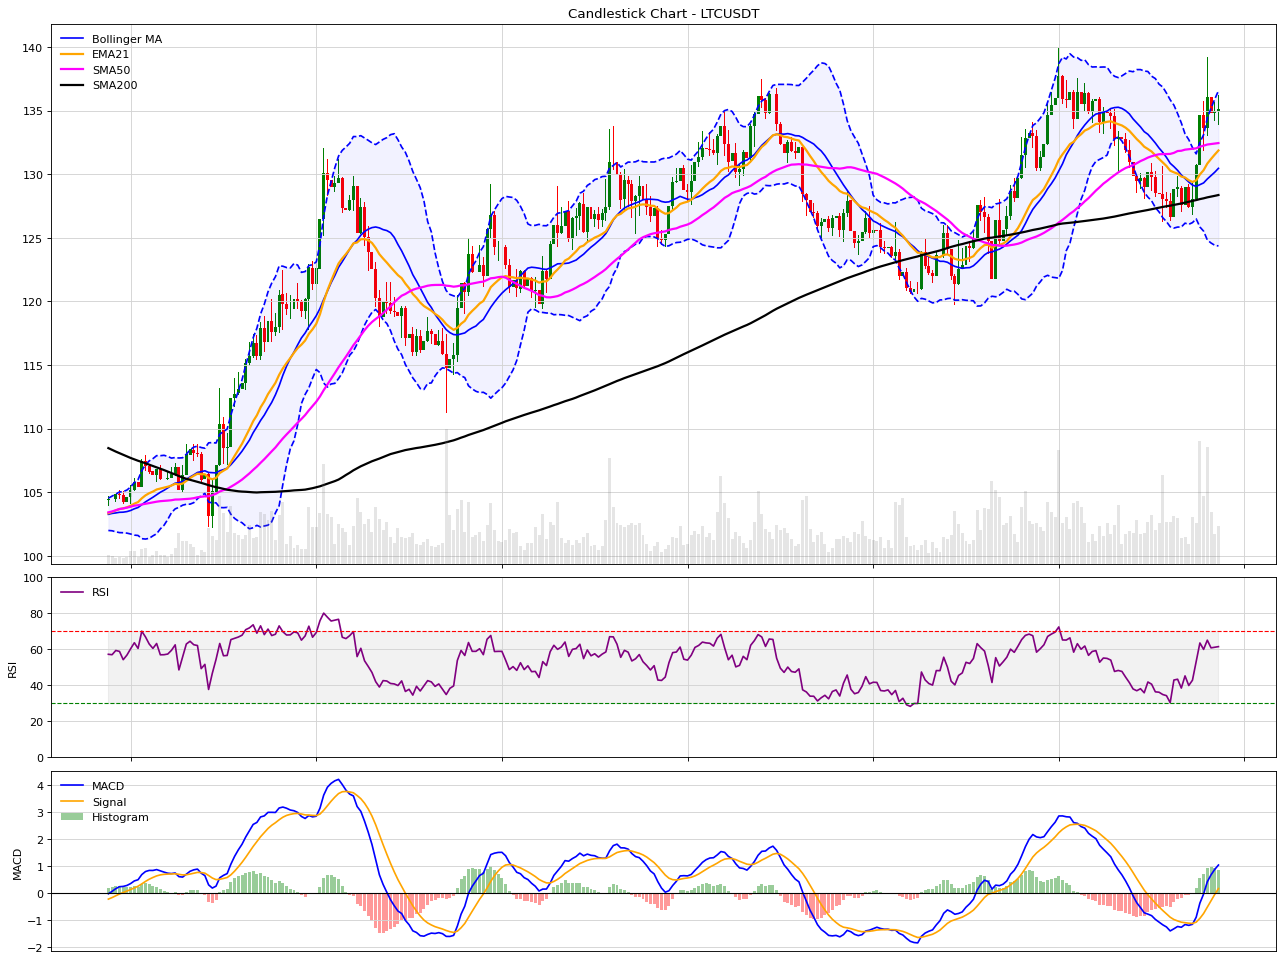 Candlestick Chart - LTCUSDT
Bollinger MA
EMA21
SMA50
SMA200
140
135
130
125
120
115
110
105
100
RSI
100
80
60
40
20
0
RSI
MACD
Signal
Histogram
4
3
2
1
0
−1
−2
MACD